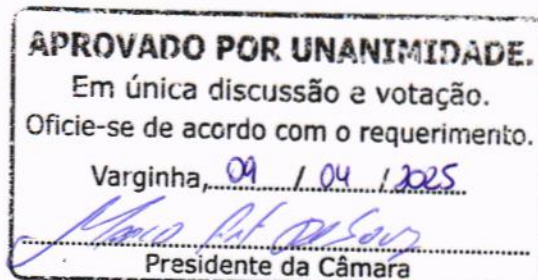 APROVADO POR UNANIMIDADE.
Em única discussão e votação.
Oficie-se de acordo com o requerimento.
Varginha, 09 / 04 / 2025
Presidente da Câmara